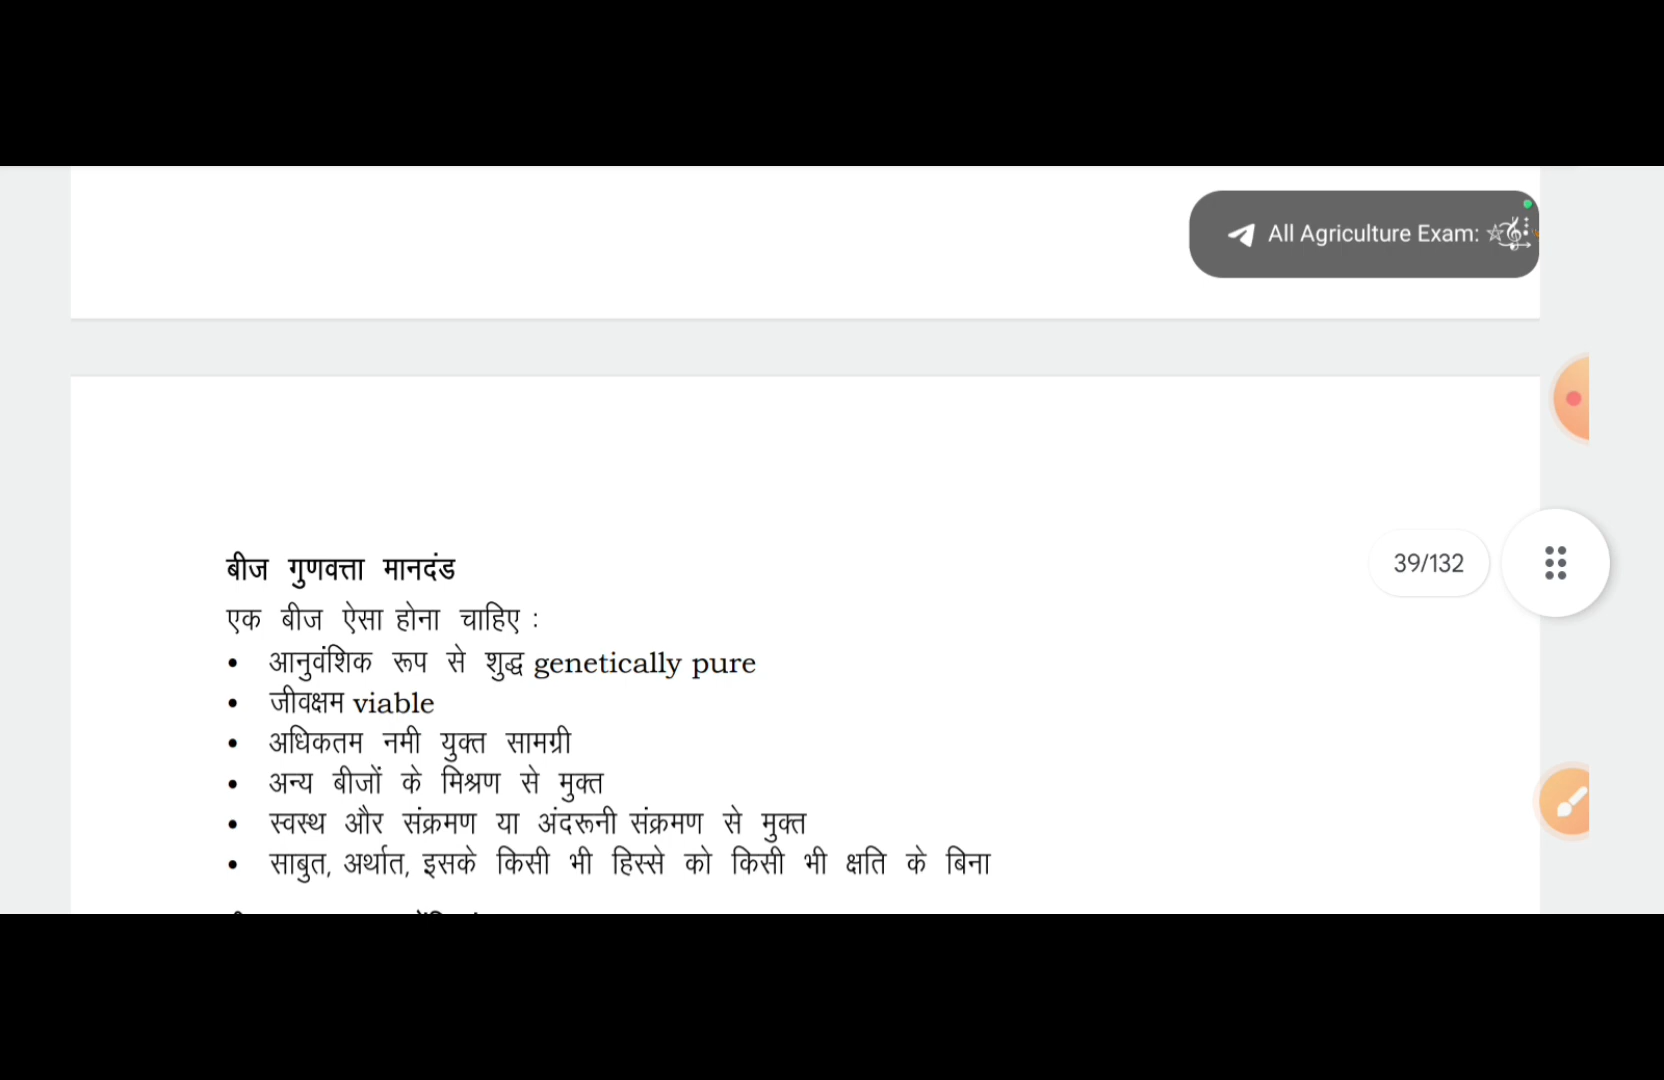 All Agriculture Exam:
बीज गुणवत्ता मानदंड
39/132
एक बीज ऐसा होना चाहिए :
• आनुवंशिक रूप से शुद्ध genetically pure
• जीवक्षम viable
• अधिकतम नमी युक्त सामग्री
• अन्य बीजों के मिश्रण से मुक्त
• स्वस्थ और संक्रमण या अंदरूनी संक्रमण से मुक्त
• साबुत, अर्थात, इसके किसी भी हिस्से को किसी भी क्षति के बिना